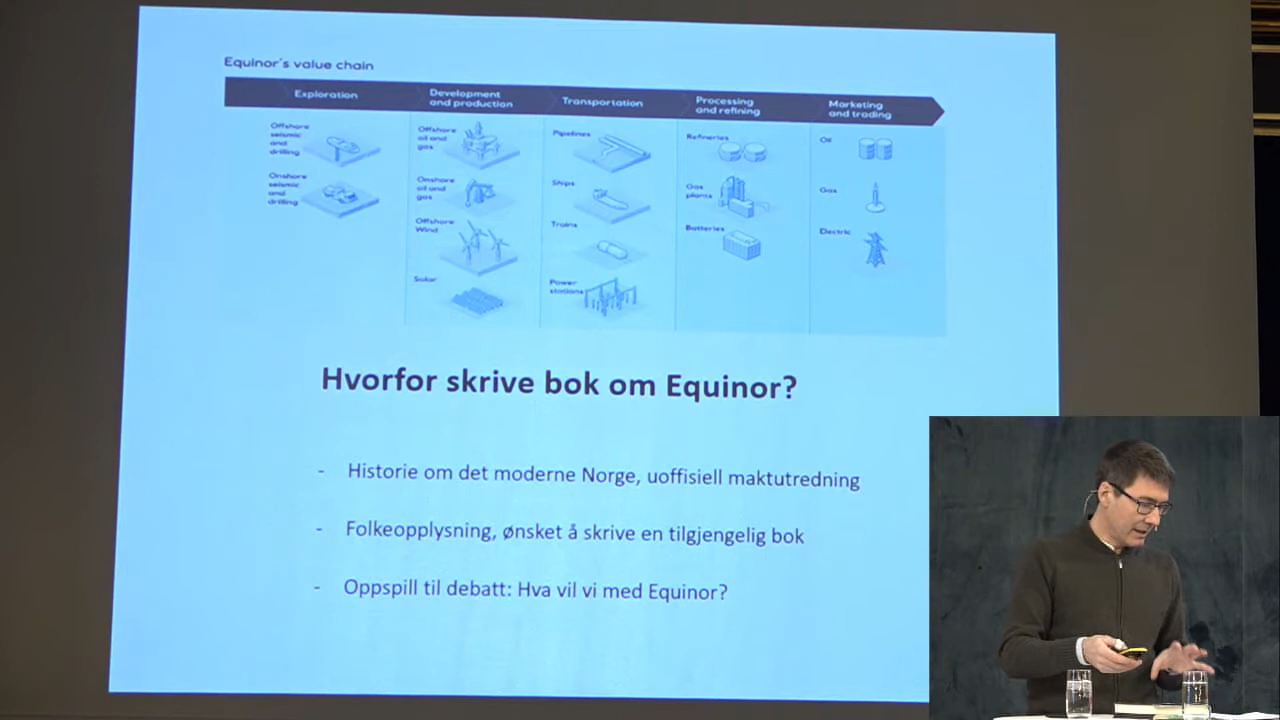 Equinor's value chain
Exploration
Development
and production
Transportation
Processing
and refining
Marketing
and trading
Offshore
seismic
and
drilling
Onshore
seismic
and
drilling
Offshore
oil and
gas
Onshore
oil and
gas
Offshore
Wind
Solar
Pipelines
Ships
Trains
Power
stations
Refineries
Gas
plants
Batteries
Oil
Gas
Electric
Hvorfor skrive bok om Equinor?
- Historie om det moderne Norge, uoffisiell maktutredning
- Folkeopplysning, ønsket å skrive en tilgjengelig bok
- Oppspill til debatt: Hva vil vi med Equinor?